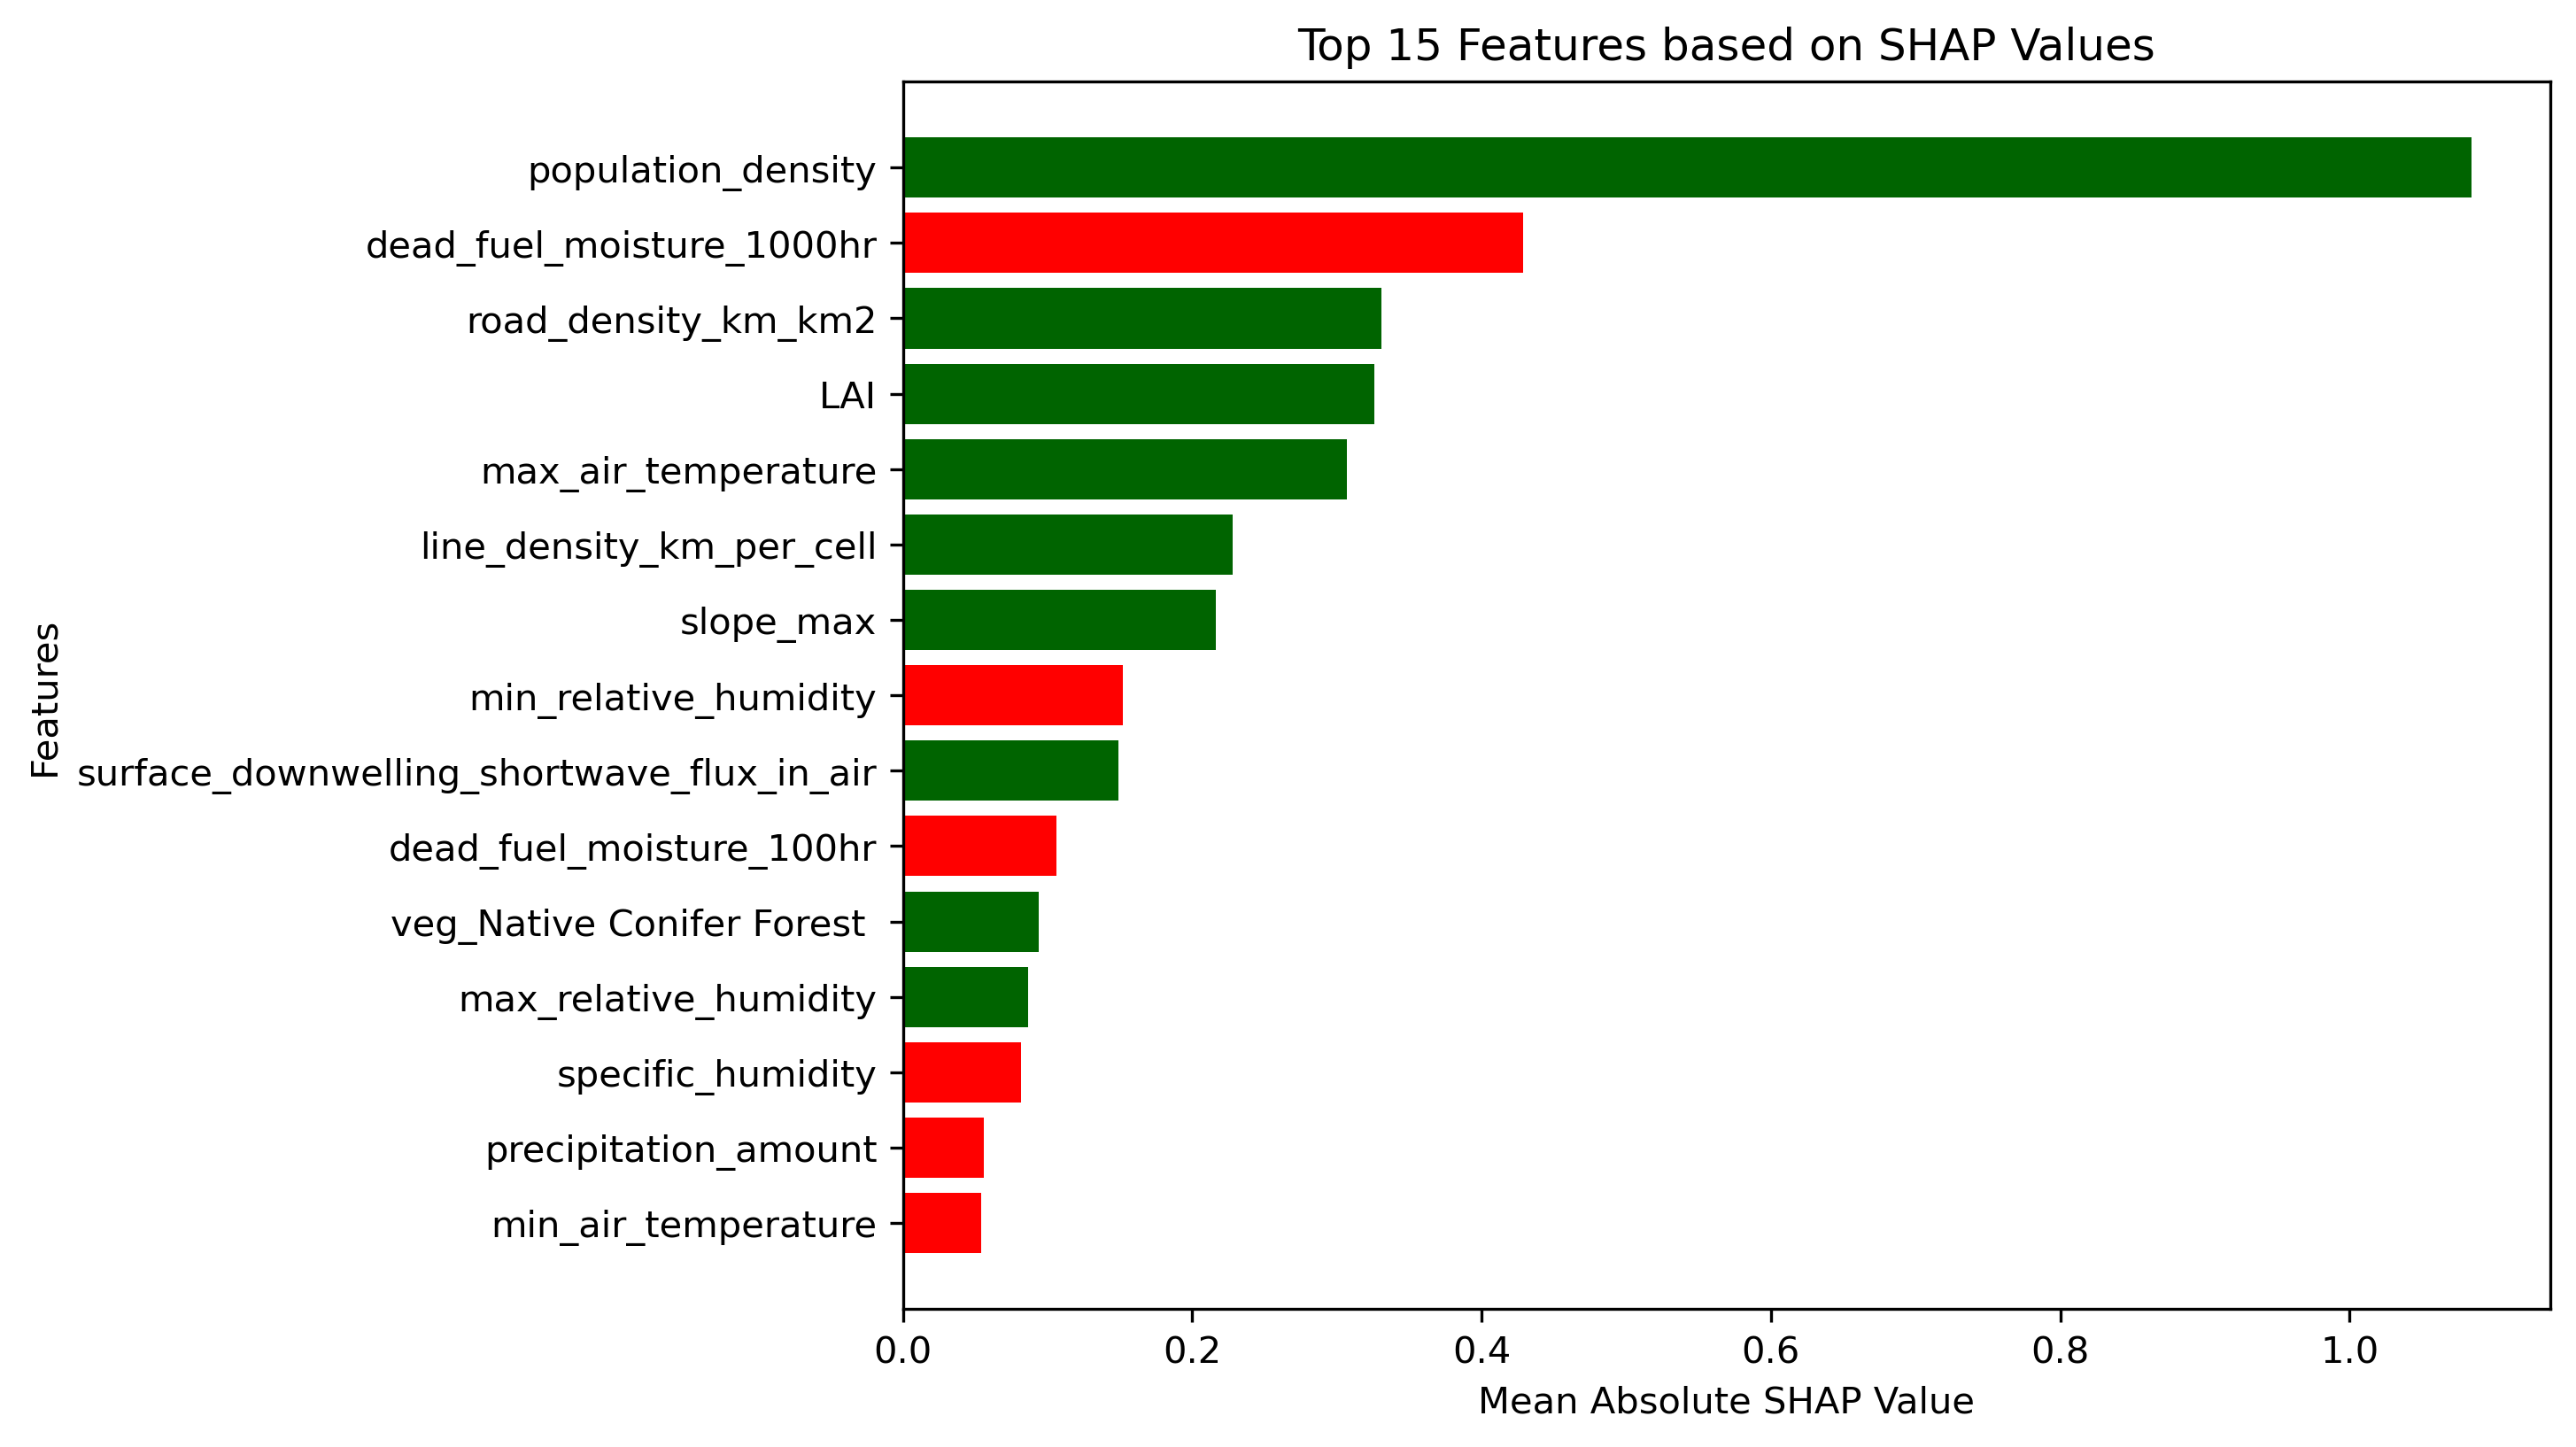 Top 15 Features based on SHAP Values
Features
population_density
dead_fuel_moisture_1000hr
road_density_km_km2
LAI
max_air_temperature
line_density_km_per_cell
slope_max
min_relative_humidity
surface_downwelling_shortwave_flux_in_air
dead_fuel_moisture_100hr
veg_Native Conifer Forest
max_relative_humidity
specific_humidity
precipitation_amount
min_air_temperature
0.0 0.2 0.4 0.6 0.8 1.0
Mean Absolute SHAP Value